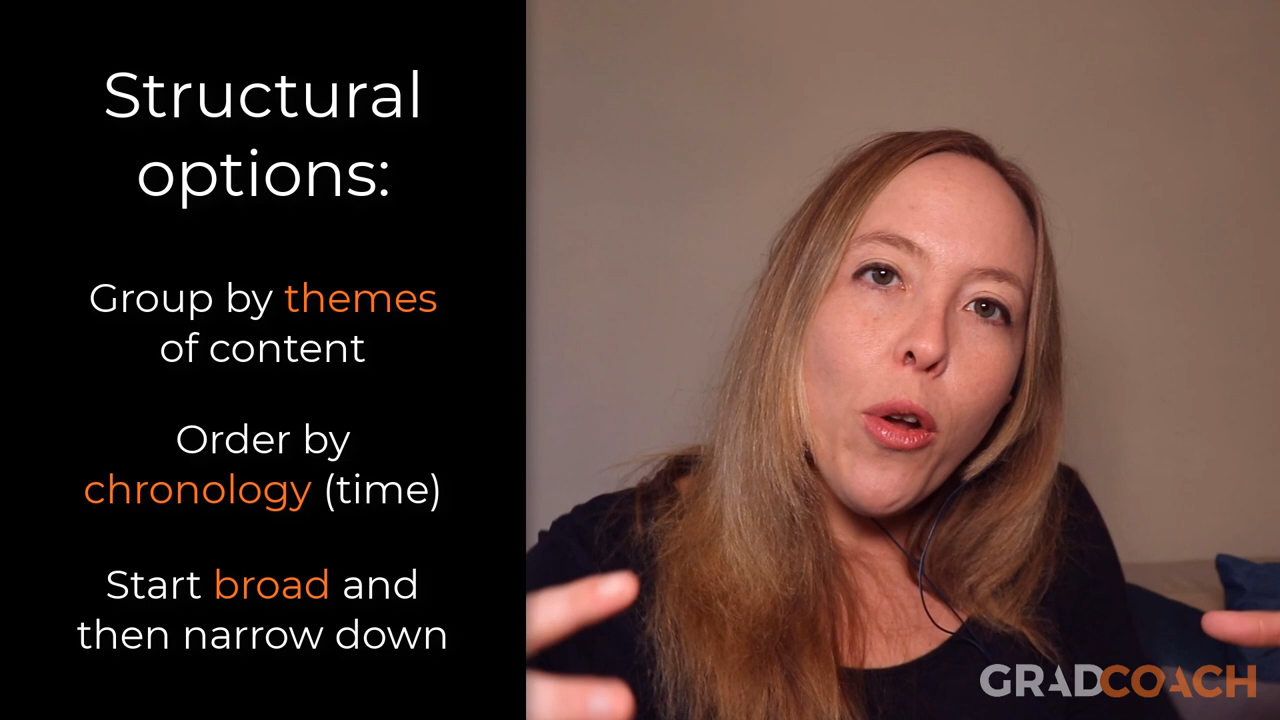 Structural
options:
Group by themes
of content
Order by
chronology (time)
Start broad and
then narrow down
GRADCOACH